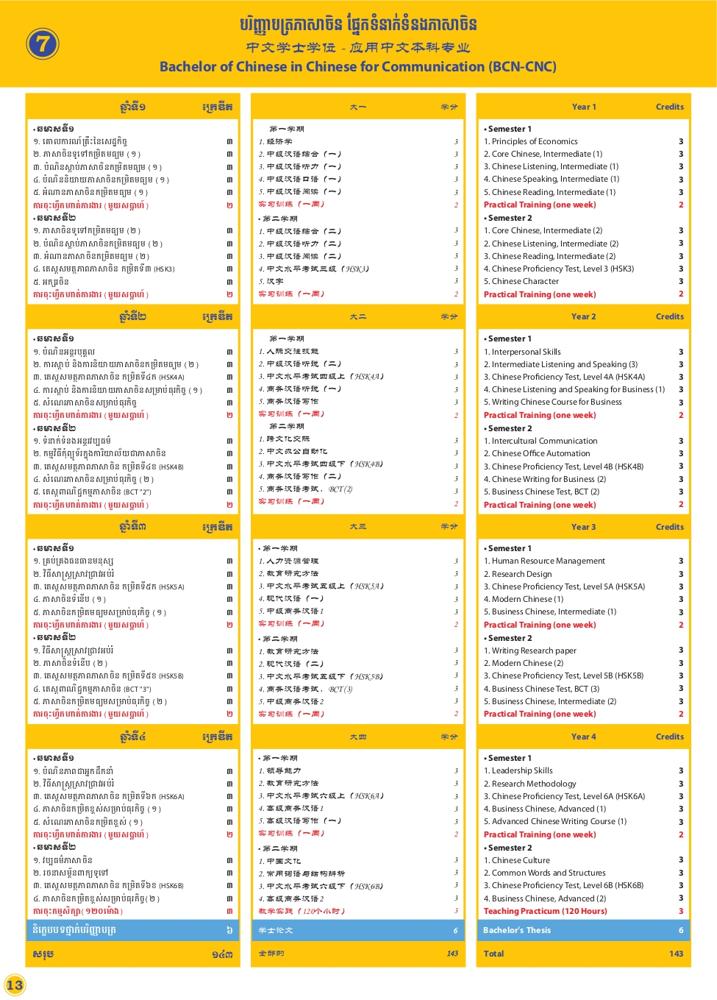 7
បរិញ្ញាបត្រភាសាចិន ផ្នែកទំនាក់ទំនងភាសាចិន
中文学士学位 - 应用中文本科专业
Bachelor of Chinese in Chinese for Communication (BCN-CNC)
ឆ្នាំទី១ ក្រេឌីត
• ឆមាសទី១
១. គោលការណ៍គ្រឹះនៃសេដ្ឋកិច្ច ៣
២. ភាសាចិនទូទៅកម្រិតមធ្យម (១) ៣
៣. បំណិនស្តាប់ភាសាចិនកម្រិតមធ្យម (១) ៣
៤. បំណិននិយាយភាសាចិនកម្រិតមធ្យម (១) ៣
៥. អំណានភាសាចិនកម្រិតមធ្យម (១) ៣
ការចុះហ្វឹកហាត់ការងារ (មួយសប្តាហ៍) ២
• ឆមាសទី២
១. ភាសាចិនទូទៅកម្រិតមធ្យម (២) ៣
២. បំណិនស្តាប់ភាសាចិនកម្រិតមធ្យម (២) ៣
៣. អំណានភាសាចិនកម្រិតមធ្យម (២) ៣
៤. តេស្តសមត្ថភាពភាសាចិន កម្រិតទី៣ (HSK3) ៣
៥. អក្សរចិន ៣
ការចុះហ្វឹកហាត់ការងារ (មួយសប្តាហ៍) ២
ឆ្នាំទី២ ក្រេឌីត
• ឆមាសទី១
១. បំណិនអន្តរបុគ្គល ៣
២. ការស្តាប់ និងការនិយាយភាសាចិនកម្រិតមធ្យម (២) ៣
៣. តេស្តសមត្ថភាពភាសាចិន កម្រិតទី៤ក (HSK4A) ៣
៤. ការស្តាប់ និងការនិយាយភាសាចិនសម្រាប់ធុរកិច្ច (១) ៣
៥. សំណេរភាសាចិនសម្រាប់ធុរកិច្ច ៣
ការចុះហ្វឹកហាត់ការងារ (មួយសប្តាហ៍) ២
• ឆមាសទី២
១. ទំនាក់ទំនងអន្តរវប្បធម៌ ៣
២. កម្មវិធីកុំព្យូទ័រក្នុងការិយាល័យជាភាសាចិន ៣
៣. តេស្តសមត្ថភាពភាសាចិន កម្រិតទី៤ខ (HSK4B) ៣
៤. សំណេរភាសាចិនសម្រាប់ធុរកិច្ច (២) ៣
៥. តេស្តពាណិជ្ជកម្មភាសាចិន (BCT "2") ៣
ការចុះហ្វឹកហាត់ការងារ (មួយសប្តាហ៍) ២
ឆ្នាំទី៣ ក្រេឌីត
• ឆមាសទី១
១. គ្រប់គ្រងធនធានមនុស្ស ៣
២. វិធីសាស្ត្រស្រាវជ្រាវអប់រំ ៣
៣. តេស្តសមត្ថភាពភាសាចិន កម្រិតទី៥ក (HSK5A) ៣
៤. ភាសាចិនទំនើប (១) ៣
៥. ភាសាចិនកម្រិតមធ្យមសម្រាប់ធុរកិច្ច (១) ៣
ការចុះហ្វឹកហាត់ការងារ (មួយសប្តាហ៍) ២
• ឆមាសទី២
១. វិធីសាស្ត្រស្រាវជ្រាវអប់រំ ៣
២. ភាសាចិនទំនើប (២) ៣
៣. តេស្តសមត្ថភាពភាសាចិន កម្រិតទី៥ខ (HSK5B) ៣
៤. តេស្តពាណិជ្ជកម្មភាសាចិន (BCT "3") ៣
៥. ភាសាចិនកម្រិតមធ្យមសម្រាប់ធុរកិច្ច (២) ៣
ការចុះហ្វឹកហាត់ការងារ (មួយសប្តាហ៍) ២
ឆ្នាំទី៤ ក្រេឌីត
• ឆមាសទី១
១. បំណិនភាពជាអ្នកដឹកនាំ ៣
២. វិធីសាស្ត្រស្រាវជ្រាវអប់រំ ៣
៣. តេស្តសមត្ថភាពភាសាចិន កម្រិតទី៦ក (HSK6A) ៣
៤. ភាសាចិនកម្រិតខ្ពស់សម្រាប់ធុរកិច្ច (១) ៣
៥. សំណេរភាសាចិនកម្រិតខ្ពស់ (១) ៣
ការចុះហ្វឹកហាត់ការងារ (មួយសប្តាហ៍) ២
• ឆមាសទី២
១. វប្បធម៌ភាសាចិន ៣
២. រចនាសម្ព័នពាក្យទូទៅ ៣
៣. តេស្តសមត្ថភាពភាសាចិន កម្រិតទី៦ខ (HSK6B) ៣
៤. ភាសាចិនកម្រិតខ្ពស់សម្រាប់ធុរកិច្ច(២) ៣
ការចុះកម្មសិក្សា (១២០ម៉ោង) ៣
និក្ខេបបទថ្នាក់បរិញ្ញាបត្រ ៦
សរុប ១៤៣
大一 学分
第一学期
1. 经济学 3
2. 中级汉语综合（一） 3
3. 中级汉语听力（一） 3
4. 中级汉语口语（一） 3
5. 中级汉语阅读（一） 3
实习训练（一周） 2
• 第二学期
1. 中级汉语综合（二） 3
2. 中级汉语听力（二） 3
3. 中级汉语阅读（二） 3
4. 中文水平考试三级（HSK3） 3
5. 汉字 3
实习训练（一周） 2
大二 学分
第一学期
1. 人际交往技能 3
2. 中级汉语听说（二） 3
3. 中文水平考试四级上（HSK4A） 3
4. 商务汉语听说（一） 3
5. 商务汉语写作 3
实习训练（一周） 2
第二学期
1. 跨文化交际 3
2. 中文办公自动化 3
3. 中文水平考试四级下（HSK4B） 3
4. 商务汉语写作（二） 3
5. 商务汉语考试，BCT(2) 3
实习训练（一周） 2
大三 学分
• 第一学期
1. 人力资源管理 3
2. 教育研究方法 3
3. 中文水平考试五级上（HSK5A） 3
4. 现代汉语（一） 3
5. 中级商务汉语1 3
实习训练（一周） 2
• 第二学期
1. 教育研究方法 3
2. 现代汉语（二） 3
3. 中文水平考试五级下（HSK5B） 3
4. 商务汉语考试，BCT(3) 3
5. 中级商务汉语2 3
实习训练（一周） 2
大四 学分
• 第一学期
1. 领导能力 3
2. 教育研究方法 3
3. 中文水平考试六级上（HSK6A） 3
4. 高级商务汉语1 3
5. 高级汉语写作（一） 3
实习训练（一周） 2
• 第二学期
1. 中国文化 3
2. 常用词语与结构辨析 3
3. 中文水平考试六级下（HSK6B） 3
4. 高级商务汉语2 3
教学实践（120个小时） 3
学士论文 6
全部的 143
Year 1 Credits
• Semester 1
1. Principles of Economics 3
2. Core Chinese, Intermediate (1) 3
3. Chinese Listening, Intermediate (1) 3
4. Chinese Speaking, Intermediate (1) 3
5. Chinese Reading, Intermediate (1) 3
Practical Training (one week) 2
• Semester 2
1. Core Chinese, Intermediate (2) 3
2. Chinese Listening, Intermediate (2) 3
3. Chinese Reading, Intermediate (2) 3
4. Chinese Proficiency Test, Level 3 (HSK3) 3
5. Chinese Character 3
Practical Training (one week) 2
Year 2 Credits
• Semester 1
1. Interpersonal Skills 3
2. Intermediate Listening and Speaking (3) 3
3. Chinese Proficiency Test, Level 4A (HSK4A) 3
4. Chinese Listening and Speaking for Business (1) 3
5. Writing Chinese Course for Business 3
Practical Training (one week) 2
• Semester 2
1. Intercultural Communication 3
2. Chinese Office Automation 3
3. Chinese Proficiency Test, Level 4B (HSK4B) 3
4. Chinese Writing for Business (2) 3
5. Business Chinese Test, BCT (2) 3
Practical Training (one week) 2
Year 3 Credits
• Semester 1
1. Human Resource Management 3
2. Research Design 3
3. Chinese Proficiency Test, Level 5A (HSK5A) 3
4. Modern Chinese (1) 3
5. Business Chinese, Intermediate (1) 3
Practical Training (one week) 2
• Semester 2
1. Writing Research paper 3
2. Modern Chinese (2) 3
3. Chinese Proficiency Test, Level 5B (HSK5B) 3
4. Business Chinese Test, BCT (3) 3
5. Business Chinese, Intermediate (2) 3
Practical Training (one week) 2
Year 4 Credits
• Semester 1
1. Leadership Skills 3
2. Research Methodology 3
3. Chinese Proficiency Test, Level 6A (HSK6A) 3
4. Business Chinese, Advanced (1) 3
5. Advanced Chinese Writing Course (1) 3
Practical Training (one week) 2
• Semester 2
1. Chinese Culture 3
2. Common Words and Structures 3
3. Chinese Proficiency Test, Level 6B (HSK6B) 3
4. Business Chinese, Advanced (2) 3
Teaching Practicum (120 Hours) 3
Bachelor's Thesis 6
Total 143
13